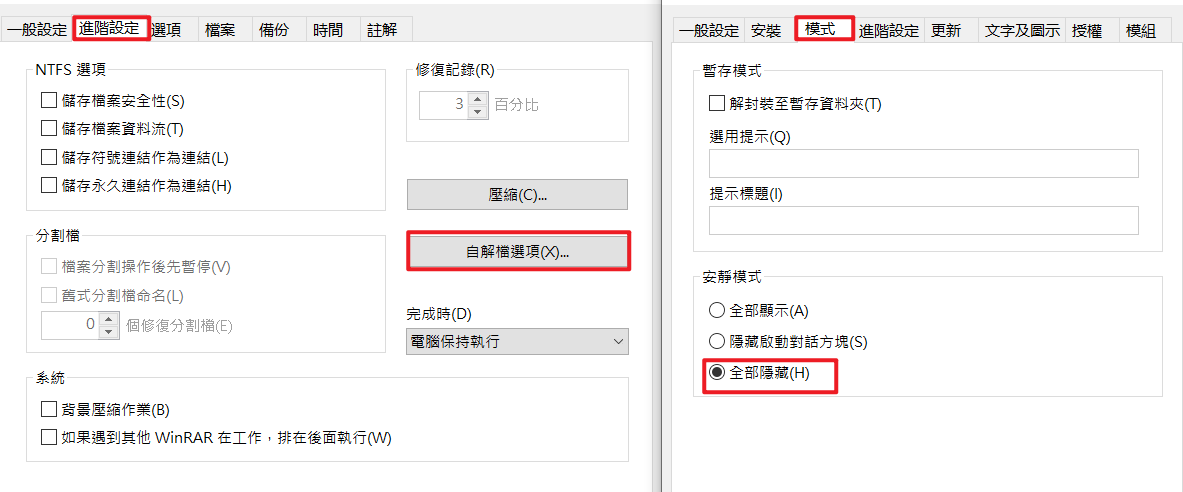 一般設定 進階設定 選項 檔案 備份 時間 註解
NTFS 選項
儲存檔案安全性(S)
儲存檔案資料流(T)
儲存符號連結作為連結(L)
儲存永久連結作為連結(H)
分割檔
檔案分割操作後先暫停(V)
舊式分割檔命名(L)
0 個修復分割檔(E)
系統
背景壓縮作業(B)
如果遇到其他 WinRAR 在工作，排在後面執行(W)
修復記錄(R)
3 百分比
壓縮(C)...
自解檔選項(X)...
完成時(D)
電腦保持執行
一般設定 安裝 模式 進階設定 更新 文字及圖示 授權 模組
暫存模式
解封裝至暫存資料夾(T)
選用提示(Q)
提示標題(I)
安靜模式
全部顯示(A)
隱藏啟動對話方塊(S)
全部隱藏(H)